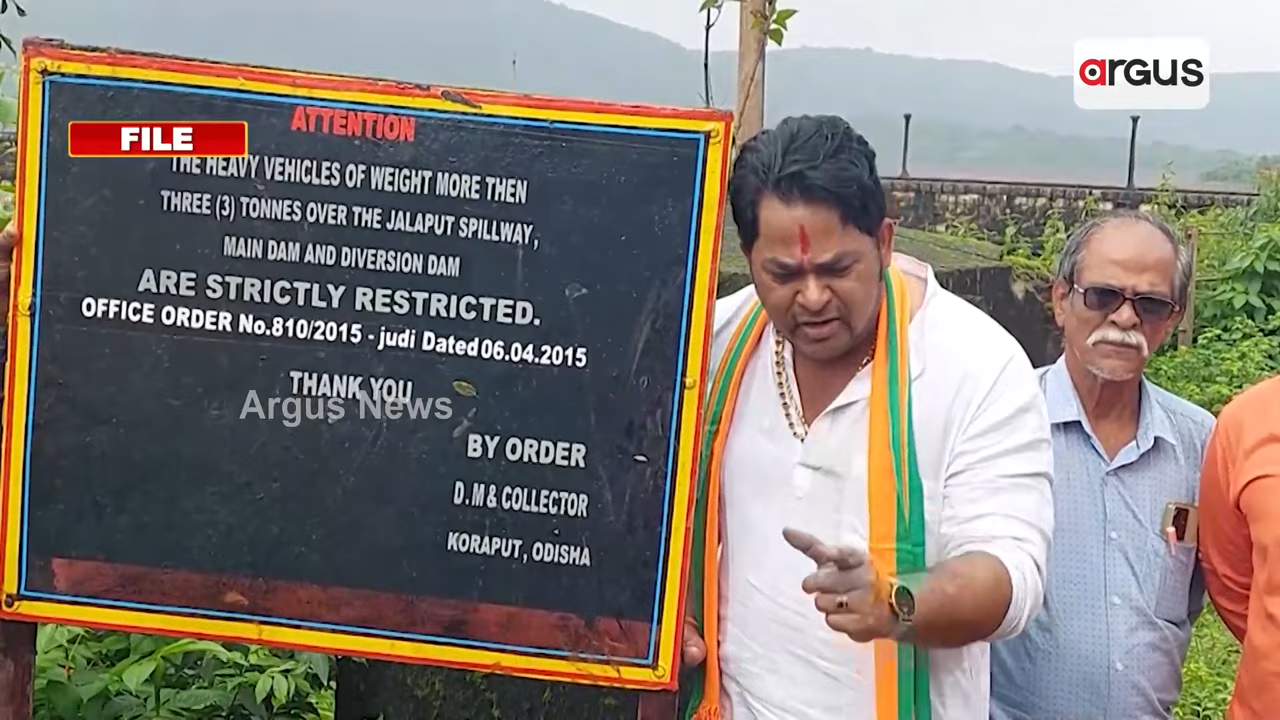 argus
ATTENTION
FILE
THE HEAVY VEHICLES OF WEIGHT MORE THEN
THREE (3) TONNES OVER THE JALAPUT SPILLWAY,
MAIN DAM AND DIVERSION DAM
ARE STRICTLY RESTRICTED.
OFFICE ORDER No.810/2015 - judi Dated 06.04.2015
THANK YOU
Argus News
BY ORDER
D.M & COLLECTOR
KORAPUT, ODISHA